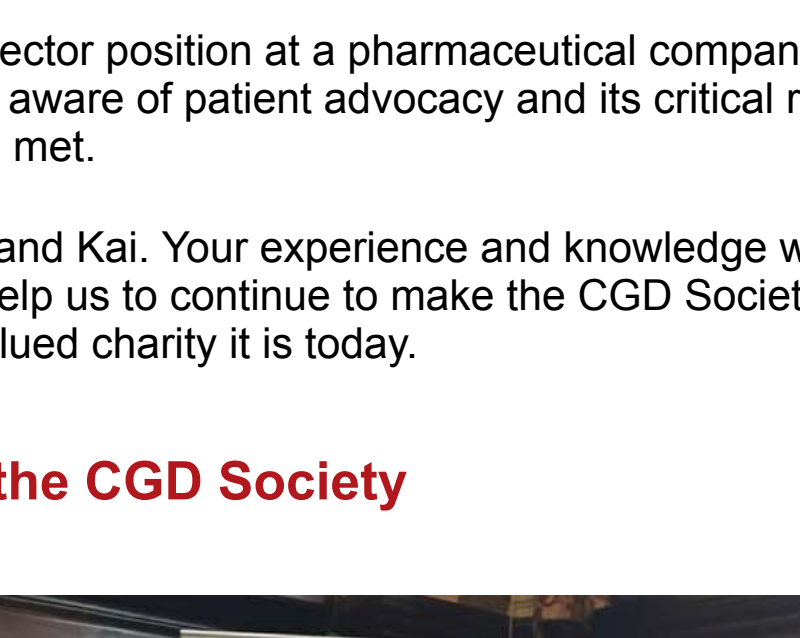 ector position at a pharmaceutical compan
aware of patient advocacy and its critical r
met.
and Kai. Your experience and knowledge w
elp us to continue to make the CGD Societ
lued charity it is today.
the CGD Society